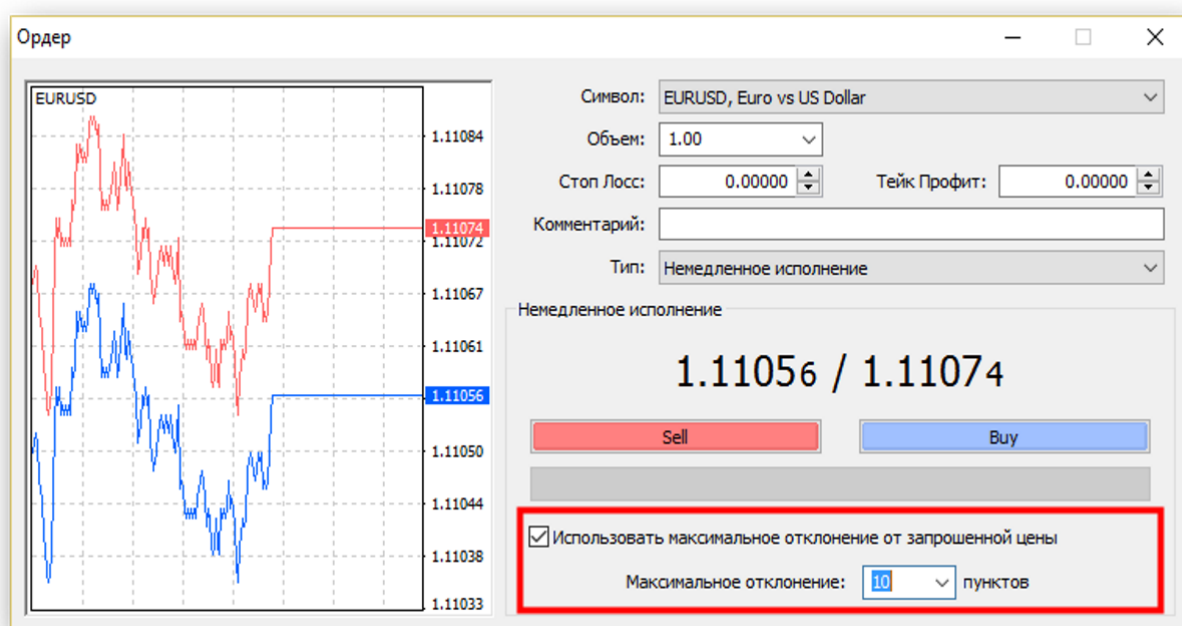 Ордер
EURUSD
1.11084
1.11078
1.11074
1.11072
1.11067
1.11061
1.11056
1.11050
1.11044
1.11038
1.11033
Символ: EURUSD, Euro vs US Dollar
Объем: 1.00
Стоп Лосс: 0.00000 Тейк Профит: 0.00000
Комментарий:
Тип: Немедленное исполнение
Немедленное исполнение
1.11056 / 1.11074
Sell Buy
Использовать максимальное отклонение от запрошенной цены
Максимальное отклонение: 10 пунктов